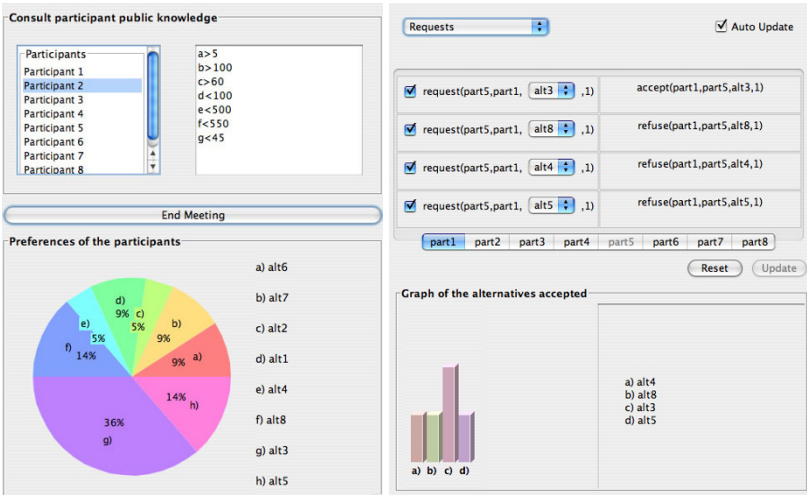 Consult participant public knowledge
Participants
Participant 1
Participant 2
Participant 3
Participant 4
Participant 5
Participant 6
Participant 7
Participant 8
a>5
b>100
c>60
d<100
e<500
f<550
g<45
End Meeting
Preferences of the participants
d)
9%
c)
5%
b)
9%
e)
5%
9% a)
f)
14%
14% h)
36%
g)
a) alt6
b) alt7
c) alt2
d) alt1
e) alt4
f) alt8
g) alt3
h) alt5
Requests
Auto Update
request(part5,part1, alt3 ,1) accept(part1,part5,alt3,1)
request(part5,part1, alt8 ,1) refuse(part1,part5,alt8,1)
request(part5,part1, alt4 ,1) refuse(part1,part5,alt4,1)
request(part5,part1, alt5 ,1) refuse(part1,part5,alt5,1)
part1 part2 part3 part4 part5 part6 part7 part8
Reset Update
Graph of the alternatives accepted
a) b) c) d)
a) alt4
b) alt8
c) alt3
d) alt5